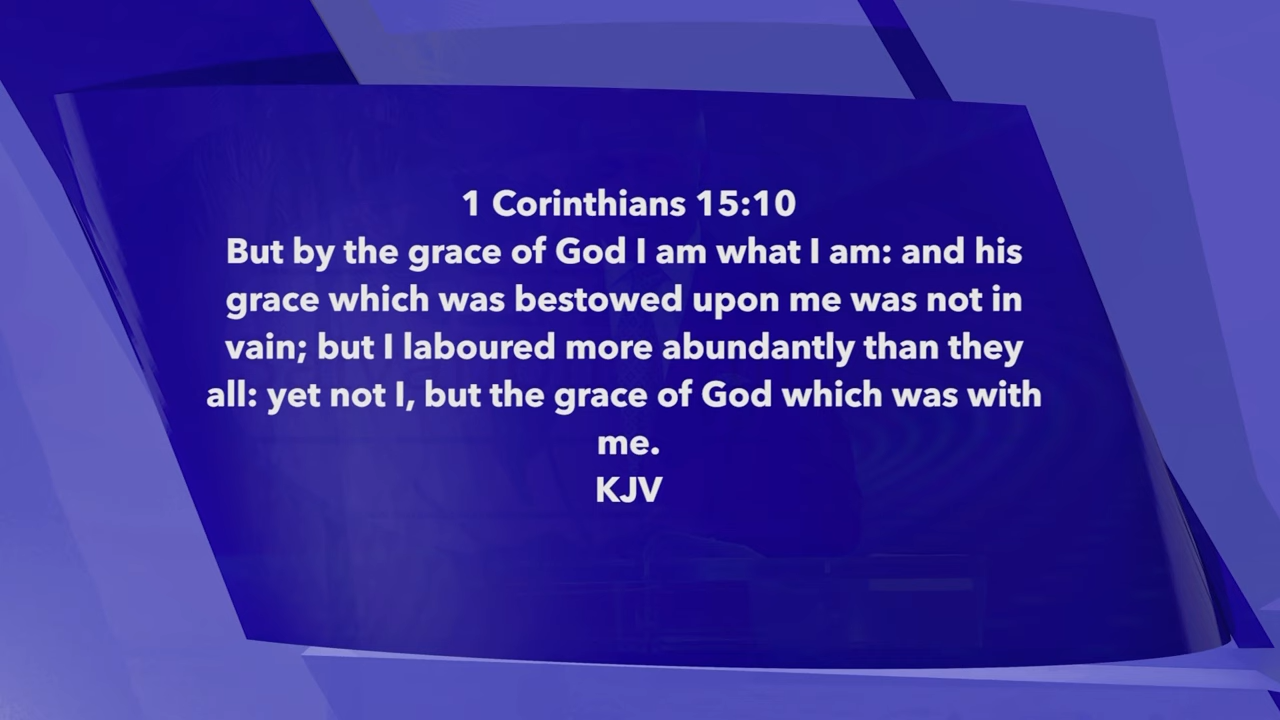 1 Corinthians 15:10
But by the grace of God I am what I am: and his
grace which was bestowed upon me was not in
vain; but I laboured more abundantly than they
all: yet not I, but the grace of God which was with
me.
KJV